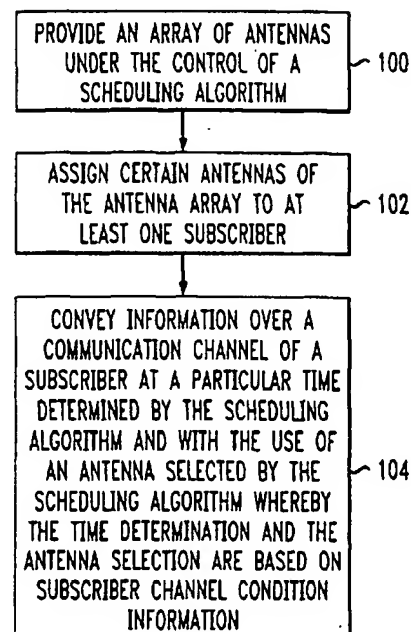 PROVIDE AN ARRAY OF ANTENNAS
UNDER THE CONTROL OF A
SCHEDULING ALGORITHM
100
ASSIGN CERTAIN ANTENNAS OF
THE ANTENNA ARRAY TO AT
LEAST ONE SUBSCRIBER
102
CONVEY INFORMATION OVER A
COMMUNICATION CHANNEL OF A
SUBSCRIBER AT A PARTICULAR TIME
DETERMINED BY THE SCHEDULING
ALGORITHM AND WITH THE USE OF
AN ANTENNA SELECTED BY THE
SCHEDULING ALGORITHM WHEREBY
THE TIME DETERMINATION AND THE
ANTENNA SELECTION ARE BASED ON
SUBSCRIBER CHANNEL CONDITION
INFORMATION
104